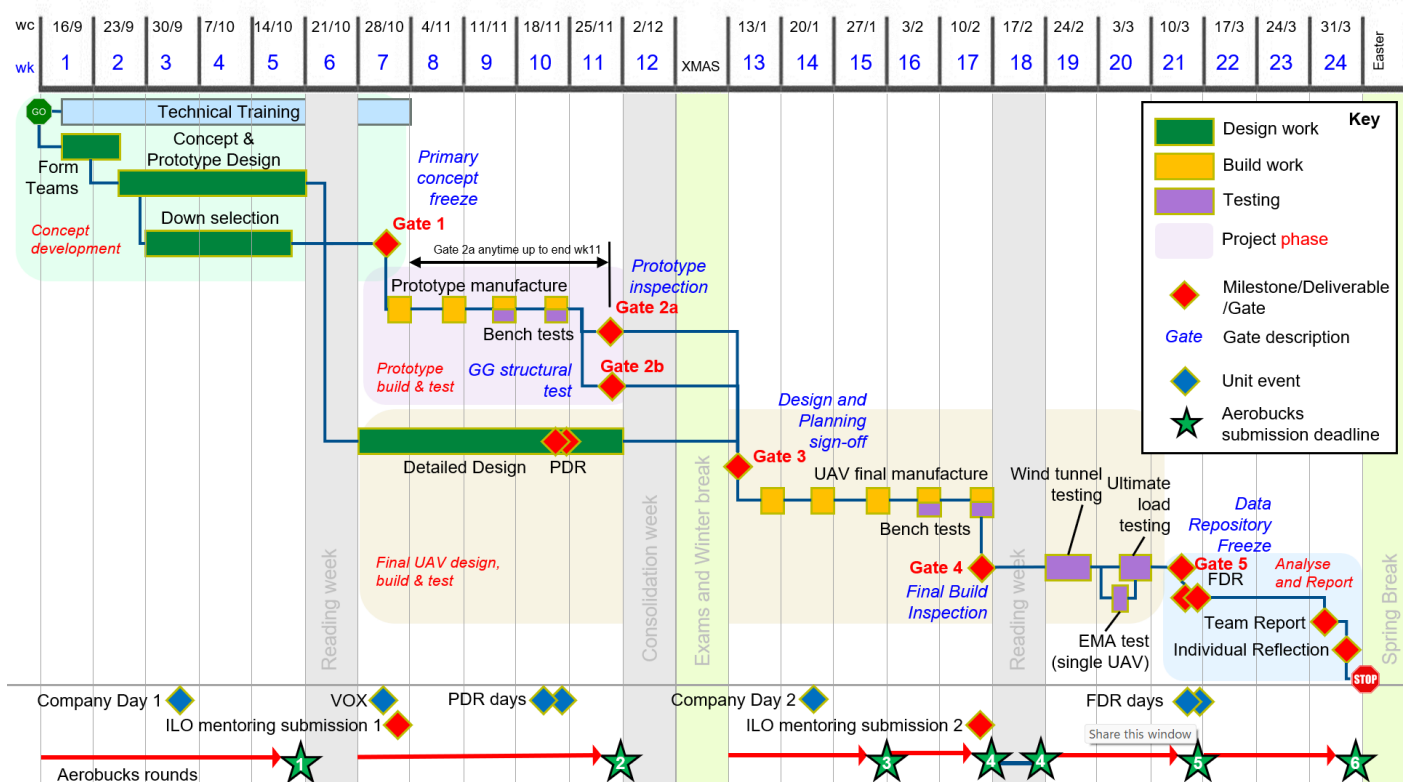 wc 16/9 23/9 30/9 7/10 14/10 21/10 28/10 4/11 11/11 18/11 25/11 2/12 13/1 20/1 27/1 3/2 10/2 17/2 24/2 3/3 10/3 17/3 24/3 31/3 Easter
wk 1 2 3 4 5 6 7 8 9 10 11 12 XMAS 13 14 15 16 17 18 19 20 21 22 23 24
GO
Technical Training
Concept &
Prototype Design
Form
Teams
Down selection
Concept
development
Primary
concept
freeze
Gate 1
Gate 2a anytime up to end wk11
Prototype
inspection
Prototype manufacture
Gate 2a
Bench tests
Prototype
build & test
GG structural
test
Gate 2b
Detailed Design
PDR
Design and
Planning
sign-off
Gate 3
UAV final manufacture
Bench tests
Wind tunnel
testing
Ultimate
load
testing
Gate 4
Final Build
Inspection
Final UAV design,
build & test
EMA test
(single UAV)
Data
Repository
Freeze
Gate 5
FDR
Analyse
and Report
Team Report
Individual Reflection
STOP
Reading week
Consolidation week
Exams and Winter break
Reading week
Spring Break
Key
Design work
Build work
Testing
Project phase
Milestone/Deliverable
/Gate
Gate
Gate description
Unit event
Aerobucks
submission deadline
Company Day 1
VOX
PDR days
Company Day 2
FDR days
ILO mentoring submission 1
ILO mentoring submission 2
Share this window
Aerobucks rounds
1 2 3 4 4 5 6